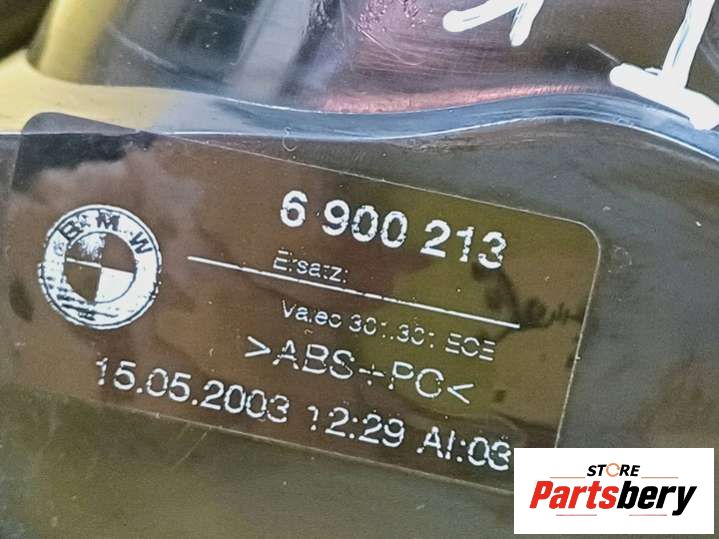 6 900 213
BMW
Ersatz:
Valeo 301.301 ECE
>ABS+PC<
15.05.2003 12:29 AI:03
STORE
Partsbery